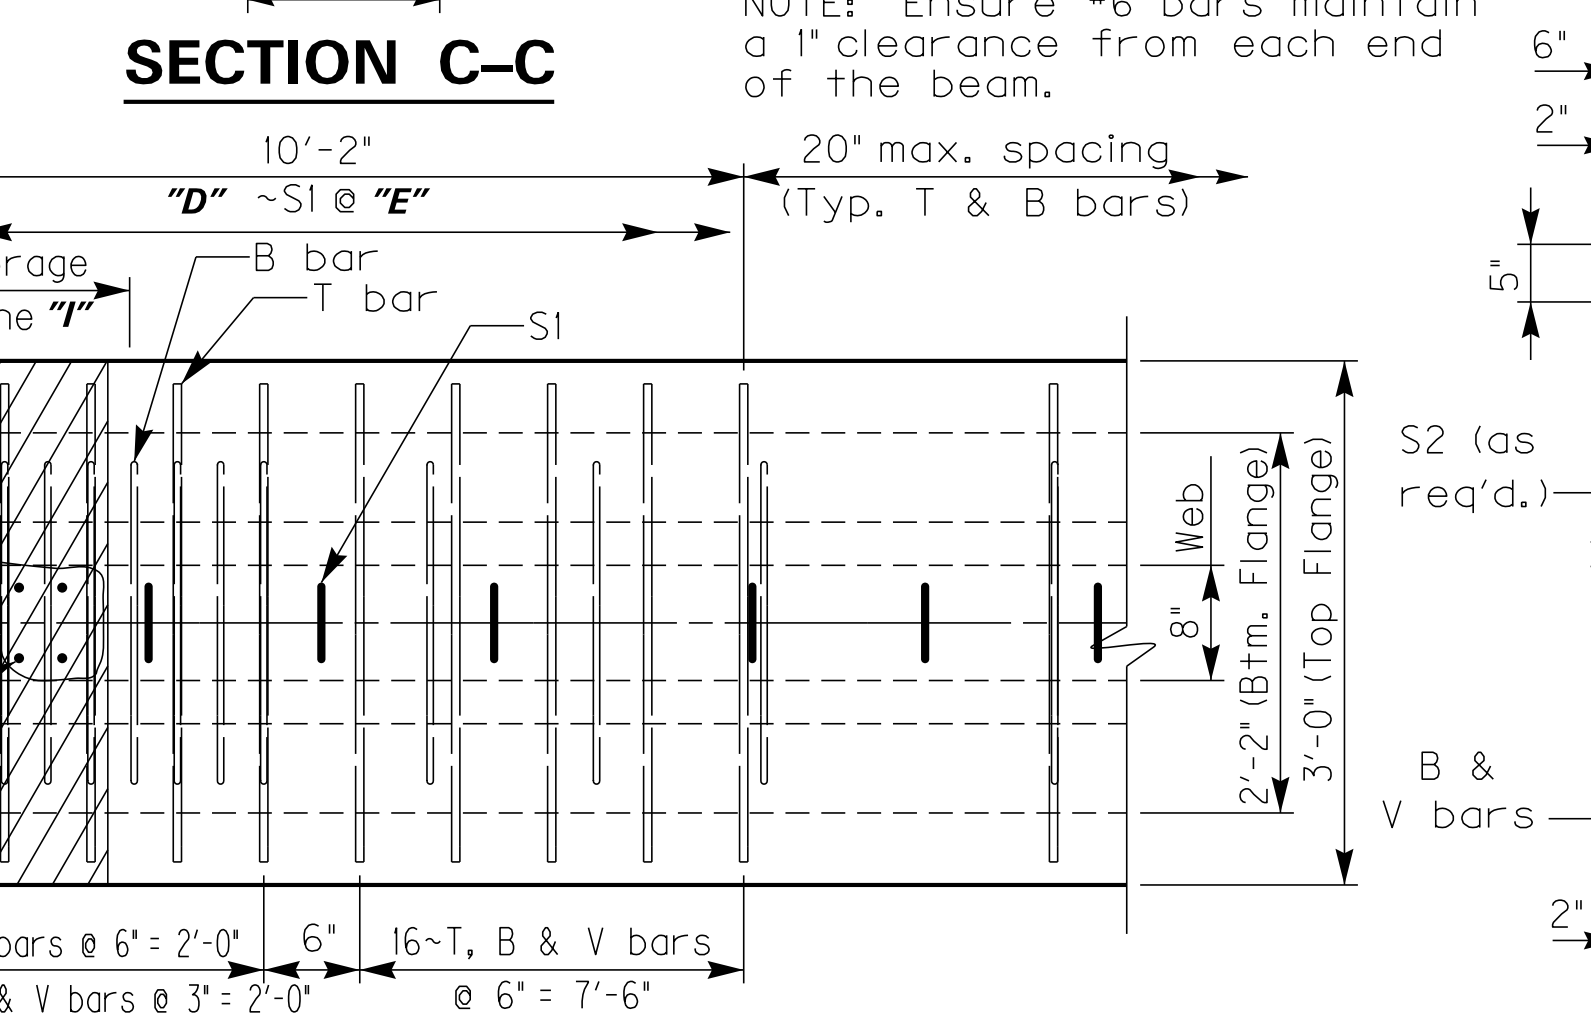 SECTION C–C
NOTE: Ensure #6 bars maintain
a 1" clearance from each end
of the beam.
6"
2"
10'-2"
20" max. spacing
"D" ~S1 @ "E"
(Typ. T & B bars)
B bar
T bar
"I"
S1
5"
S2 (as
req'd.)
Web
8"
2'-2" (Btm. Flange)
3'-0" (Top Flange)
B &
V bars
2"
bars @ 6" = 2'-0"
6"
16~T, B & V bars
& V bars @ 3" = 2'-0"
@ 6" = 7'-6"